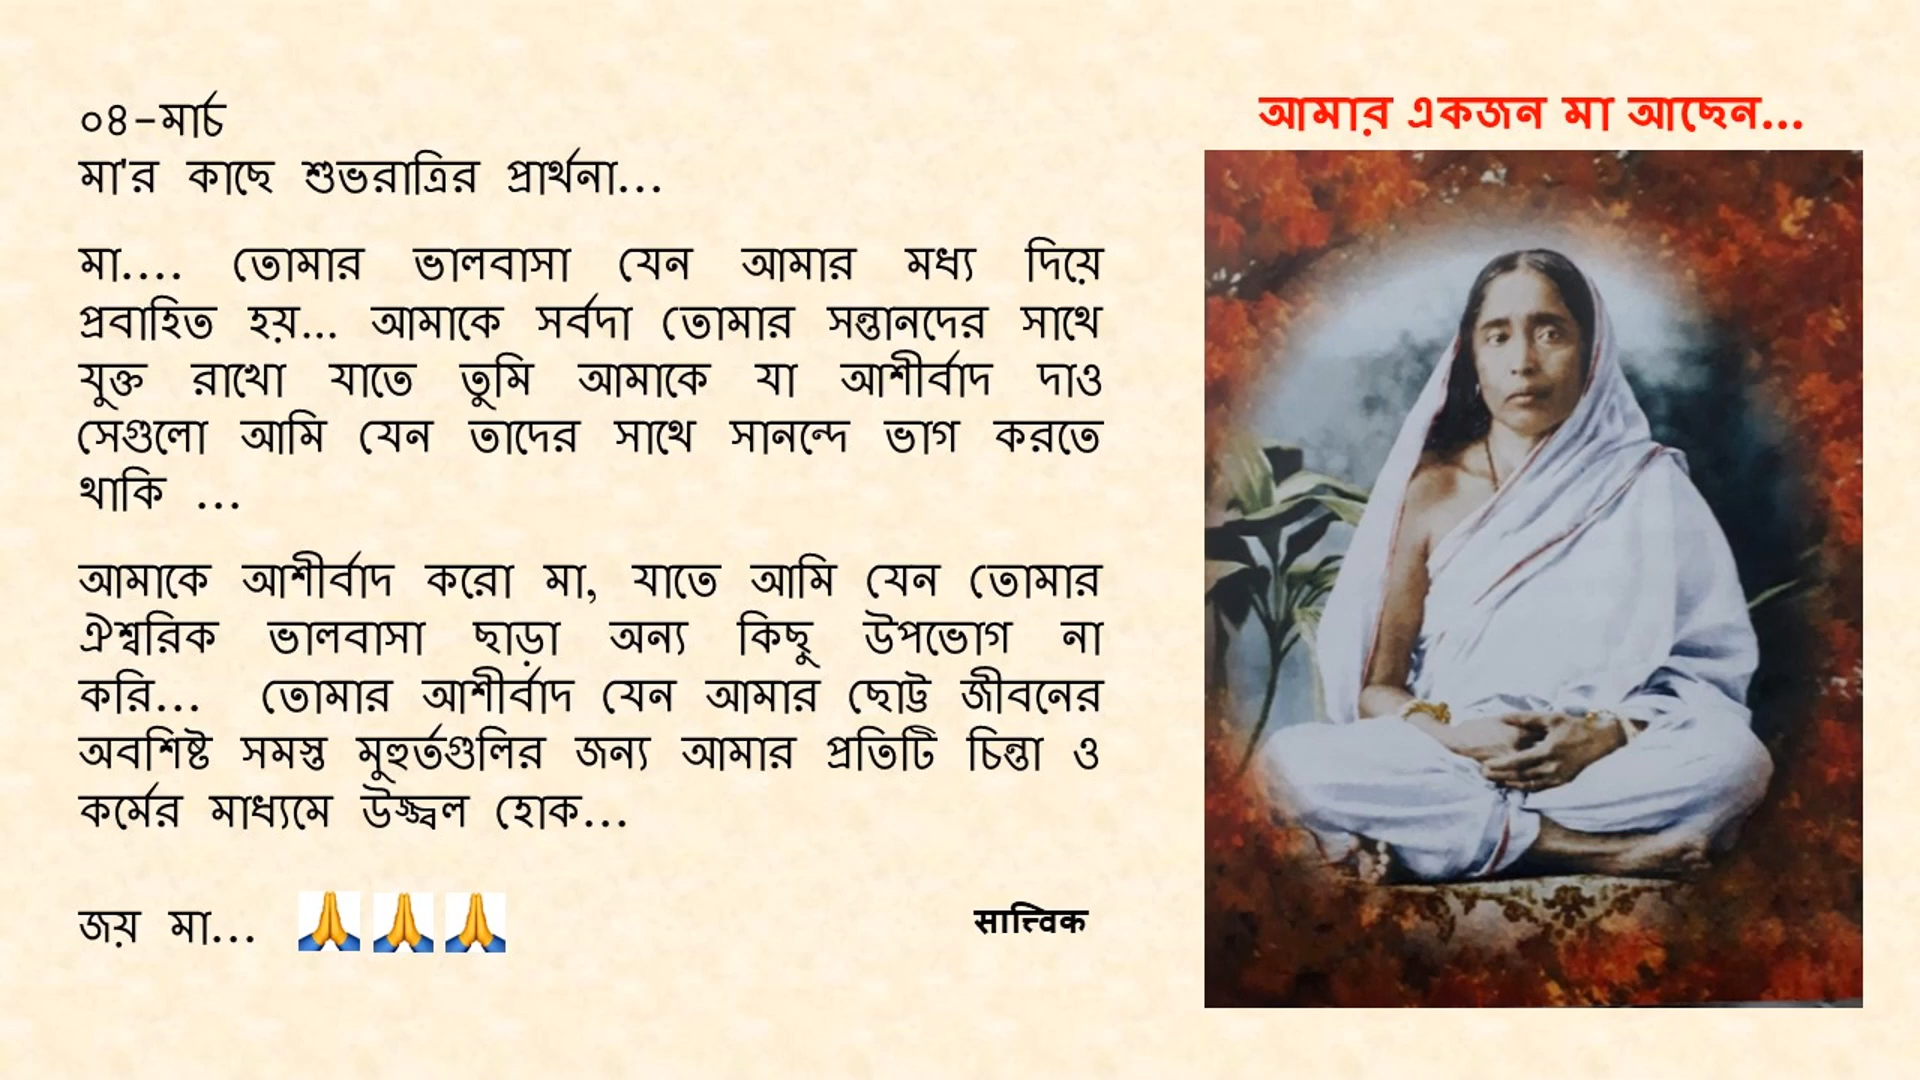 ০৪-মার্চ
মা'র কাছে শুভরাত্রির প্রার্থনা...
মা.... তোমার ভালবাসা যেন আমার মধ্য দিয়ে
প্রবাহিত হয়... আমাকে সর্বদা তোমার সন্তানদের সাথে
যুক্ত রাখো যাতে তুমি আমাকে যা আশীর্বাদ দাও
সেগুলো আমি যেন তাদের সাথে সানন্দে ভাগ করতে
থাকি ...
আমাকে আশীর্বাদ করো মা, যাতে আমি যেন তোমার
ঐশ্বরিক ভালবাসা ছাড়া অন্য কিছু উপভোগ না
করি... তোমার আশীর্বাদ যেন আমার ছোট্ট জীবনের
অবশিষ্ট সমস্ত মুহুর্তগুলির জন্য আমার প্রতিটি চিন্তা ও
কর্মের মাধ্যমে উজ্জ্বল হোক...
জয় মা... 🙏🙏🙏
सात्त्विक
আমার একজন মা আছেন...